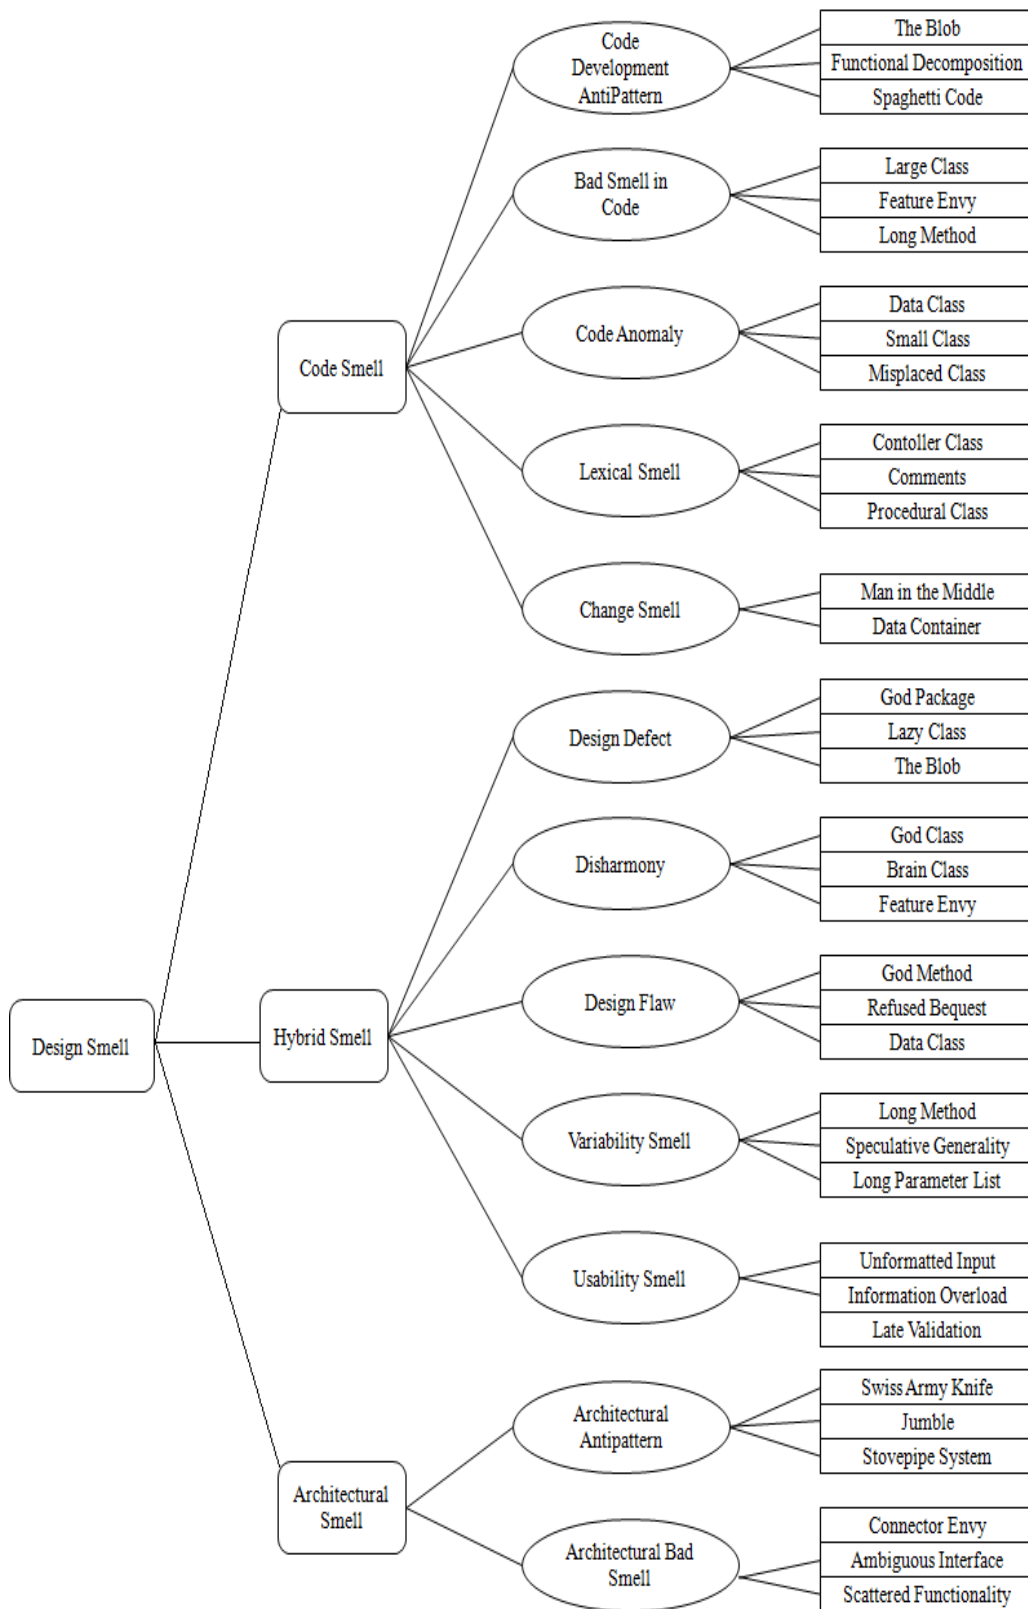 Design Smell
Code Smell
Code
Development
AntiPattern
The Blob
Functional Decomposition
Spaghetti Code
Bad Smell in
Code
Large Class
Feature Envy
Long Method
Code Anomaly
Data Class
Small Class
Misplaced Class
Lexical Smell
Contoller Class
Comments
Procedural Class
Change Smell
Man in the Middle
Data Container
Hybrid Smell
Design Defect
God Package
Lazy Class
The Blob
Disharmony
God Class
Brain Class
Feature Envy
Design Flaw
God Method
Refused Bequest
Data Class
Variability Smell
Long Method
Speculative Generality
Long Parameter List
Usability Smell
Unformatted Input
Information Overload
Late Validation
Architectural
Smell
Architectural
Antipattern
Swiss Army Knife
Jumble
Stovepipe System
Architectural Bad
Smell
Connector Envy
Ambiguous Interface
Scattered Functionality